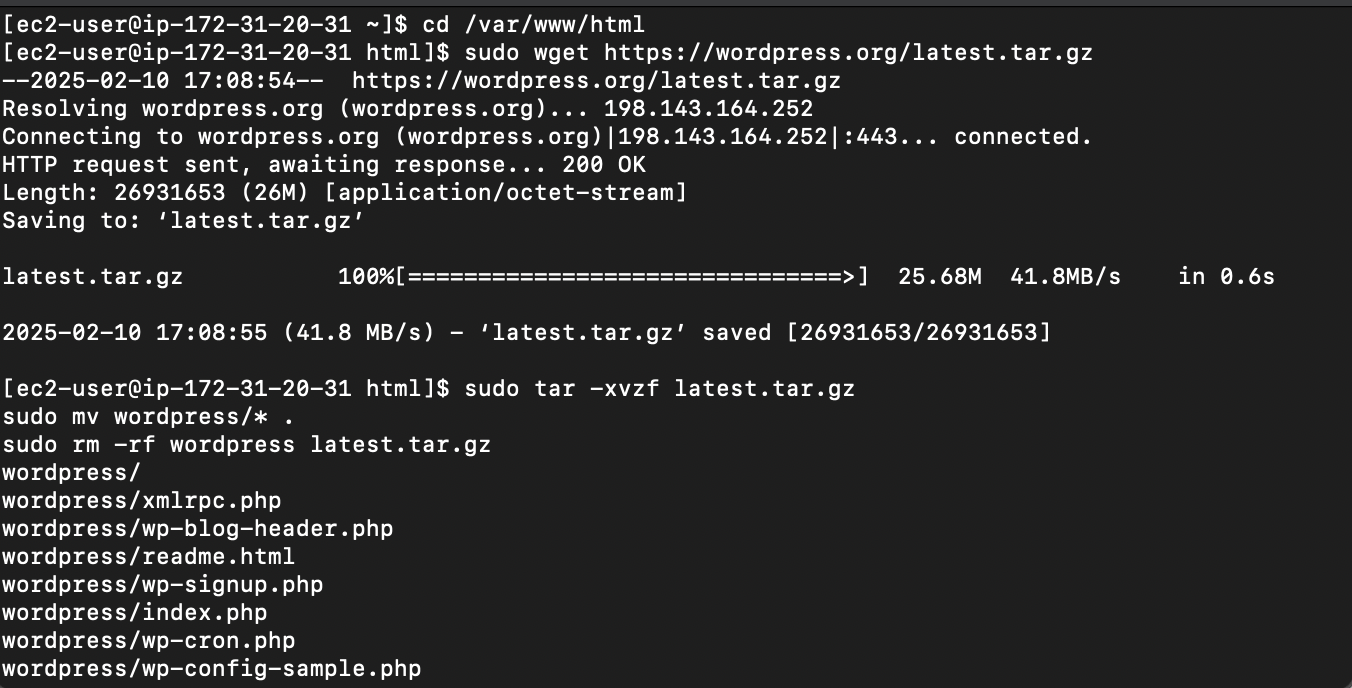 [ec2-user@ip-172-31-20-31 ~]$ cd /var/www/html
[ec2-user@ip-172-31-20-31 html]$ sudo wget https://wordpress.org/latest.tar.gz
--2025-02-10 17:08:54--  https://wordpress.org/latest.tar.gz
Resolving wordpress.org (wordpress.org)... 198.143.164.252
Connecting to wordpress.org (wordpress.org)|198.143.164.252|:443... connected.
HTTP request sent, awaiting response... 200 OK
Length: 26931653 (26M) [application/octet-stream]
Saving to: ‘latest.tar.gz’
latest.tar.gz           100%[===============================>]  25.68M  41.8MB/s    in 0.6s
2025-02-10 17:08:55 (41.8 MB/s) - ‘latest.tar.gz’ saved [26931653/26931653]
[ec2-user@ip-172-31-20-31 html]$ sudo tar -xvzf latest.tar.gz
sudo mv wordpress/* .
sudo rm -rf wordpress latest.tar.gz
wordpress/
wordpress/xmlrpc.php
wordpress/wp-blog-header.php
wordpress/readme.html
wordpress/wp-signup.php
wordpress/index.php
wordpress/wp-cron.php
wordpress/wp-config-sample.php